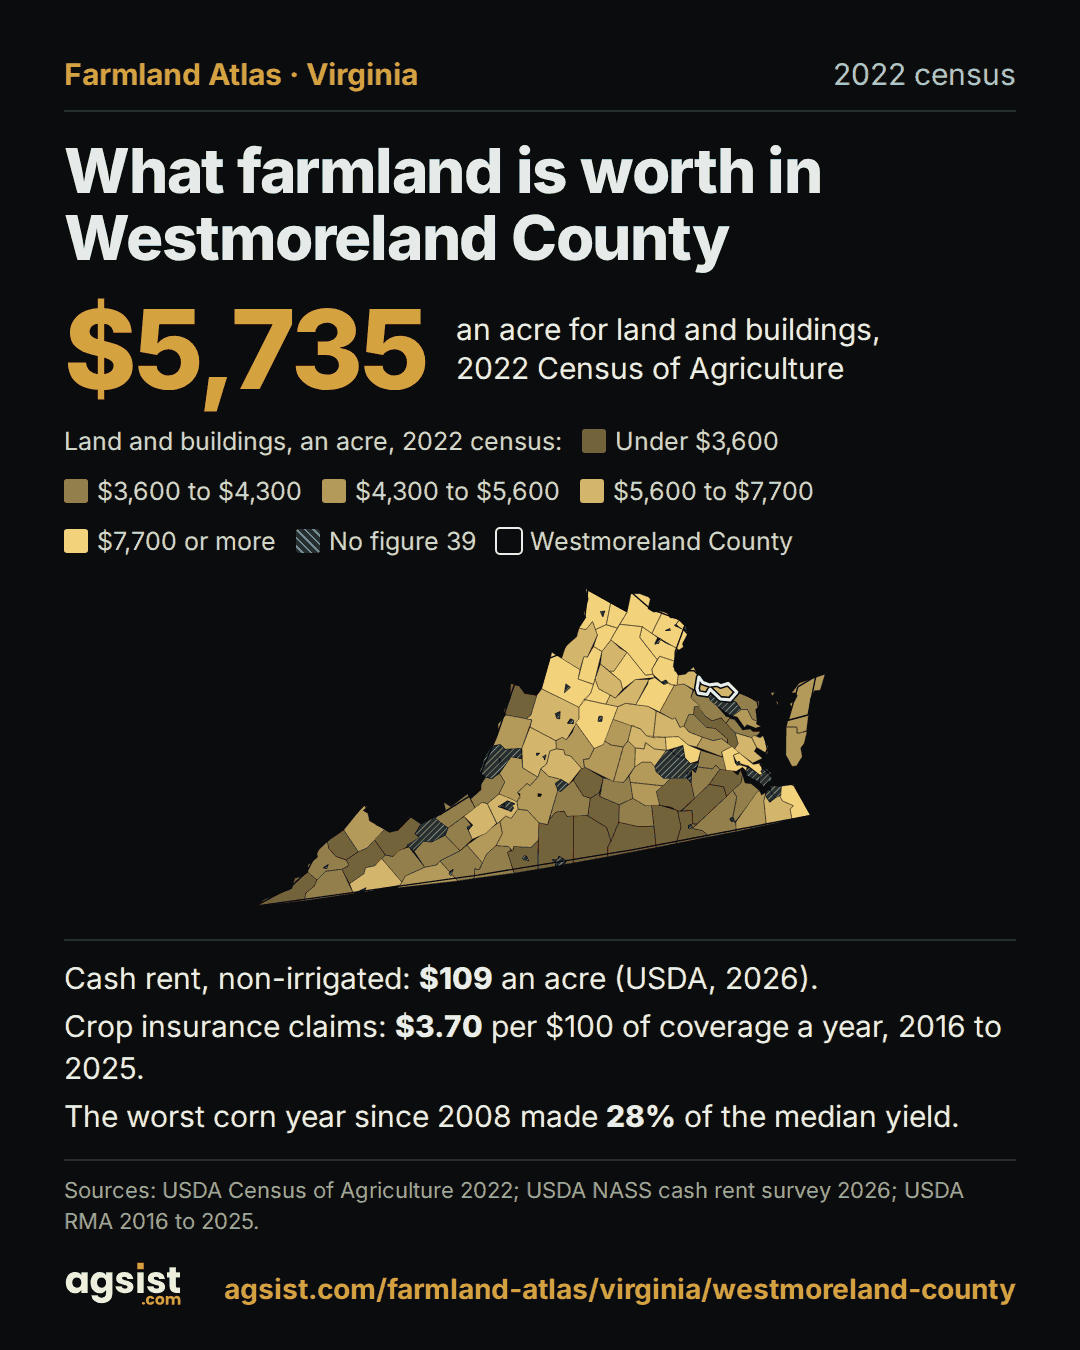 Farmland Atlas · Virginia
2022 census
What farmland is worth in
Westmoreland County
$5,735
an acre for land and buildings,
2022 Census of Agriculture
Land and buildings, an acre, 2022 census: Under $3,600
$3,600 to $4,300 $4,300 to $5,600 $5,600 to $7,700
$7,700 or more No figure 39 Westmoreland County
Cash rent, non-irrigated: $109 an acre (USDA, 2026).
Crop insurance claims: $3.70 per $100 of coverage a year, 2016 to
2025.
The worst corn year since 2008 made 28% of the median yield.
Sources: USDA Census of Agriculture 2022; USDA NASS cash rent survey 2026; USDA
RMA 2016 to 2025.
agsist.com
agsist.com/farmland-atlas/virginia/westmoreland-county